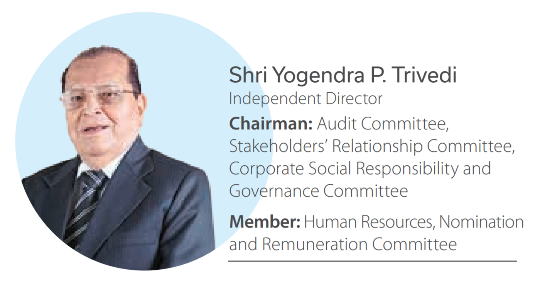 Shri Yogendra P. Trivedi
Independent Director
Chairman: Audit Committee,
Stakeholders’ Relationship Committee,
Corporate Social Responsibility and
Governance Committee
Member: Human Resources, Nomination
and Remuneration Committee